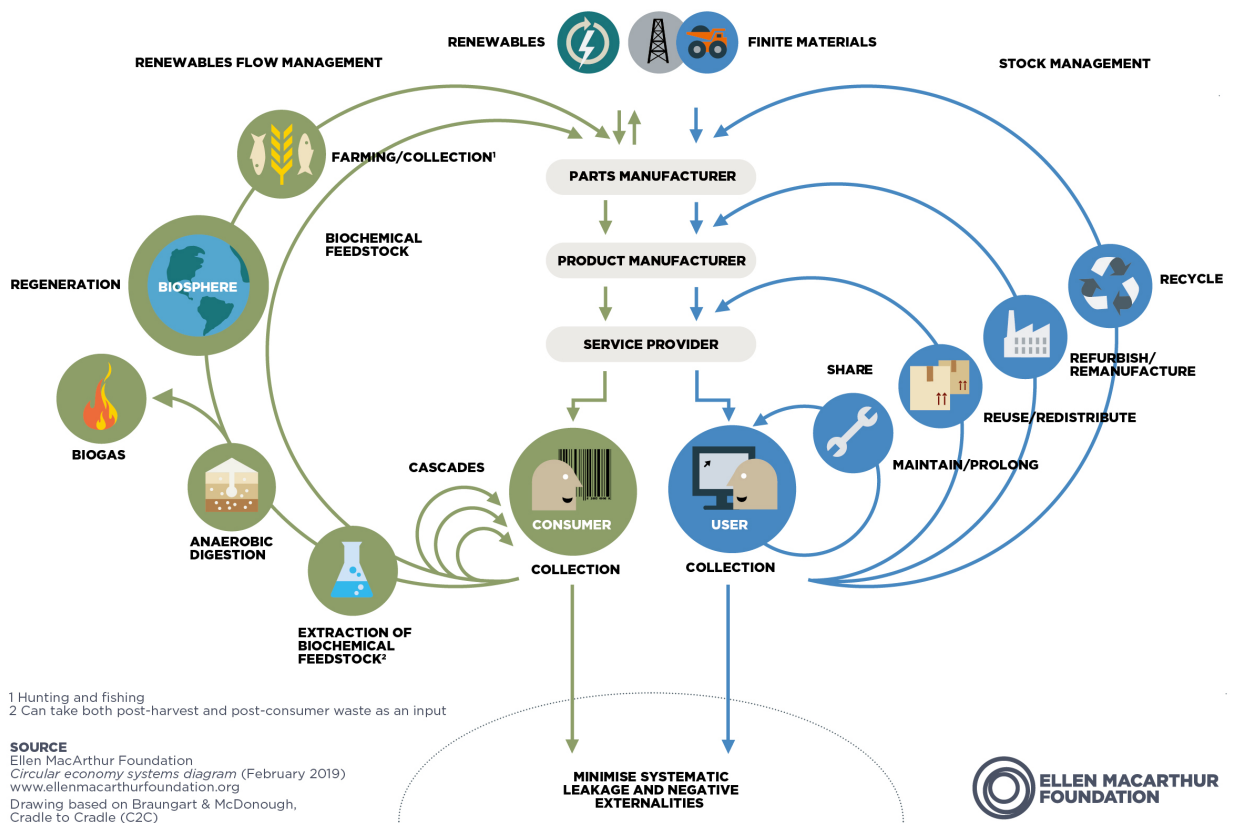 RENEWABLES
FINITE MATERIALS
RENEWABLES FLOW MANAGEMENT
STOCK MANAGEMENT
FARMING/COLLECTION¹
PARTS MANUFACTURER
BIOCHEMICAL
FEEDSTOCK
PRODUCT MANUFACTURER
REGENERATION
BIOSPHERE
RECYCLE
SERVICE PROVIDER
SHARE
REFURBISH/
REMANUFACTURE
REUSE/REDISTRIBUTE
BIOGAS
CASCADES
MAINTAIN/PROLONG
CONSUMER
USER
ANAEROBIC
DIGESTION
COLLECTION
COLLECTION
EXTRACTION OF
BIOCHEMICAL
FEEDSTOCK²
1 Hunting and fishing
2 Can take both post-harvest and post-consumer waste as an input
SOURCE
Ellen MacArthur Foundation
Circular economy systems diagram (February 2019)
www.ellenmacarthurfoundation.org
Drawing based on Braungart & McDonough,
Cradle to Cradle (C2C)
MINIMISE SYSTEMATIC
LEAKAGE AND NEGATIVE
EXTERNALITIES
ELLEN MACARTHUR
FOUNDATION